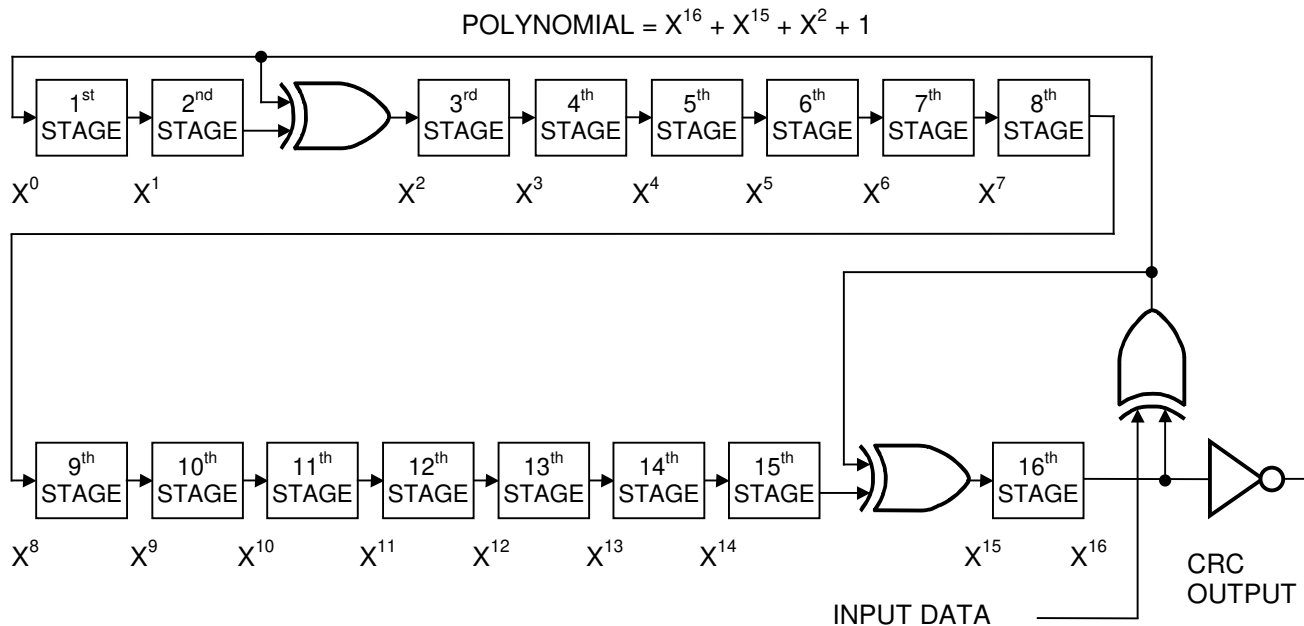 POLYNOMIAL = X¹⁶ + X¹⁵ + X² + 1
1st STAGE
2nd STAGE
3rd STAGE
4th STAGE
5th STAGE
6th STAGE
7th STAGE
8th STAGE
X⁰
X¹
X²
X³
X⁴
X⁵
X⁶
X⁷
9th STAGE
10th STAGE
11th STAGE
12th STAGE
13th STAGE
14th STAGE
15th STAGE
16th STAGE
X⁸
X⁹
X¹⁰
X¹¹
X¹²
X¹³
X¹⁴
X¹⁵
X¹⁶
CRC
OUTPUT
INPUT DATA